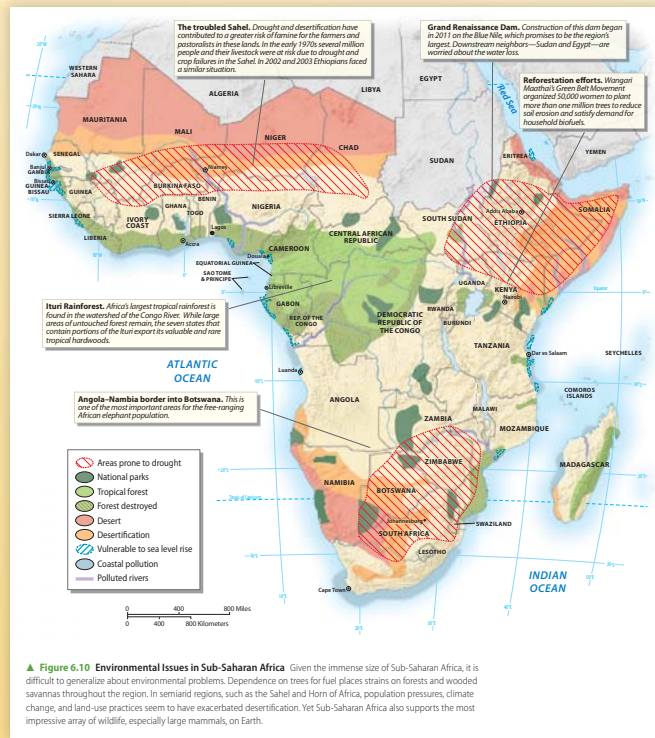 The troubled Sahel. Drought and desertification have
contributed to a greater risk of famine for the farmers and
pastoralists in these lands. In the early 1970s several million
people and their livestock were at risk due to drought and
crop failures in the Sahel. In 2002 and 2003 Ethiopians faced
a similar situation.
Grand Renaissance Dam. Construction of this dam began
in 2011 on the Blue Nile, which promises to be the region's
largest. Downstream neighbors—Sudan and Egypt—are
worried about the water loss.
Reforestation efforts. Wangari
Maathai's Green Belt Movement
organized 50,000 women to plant
more than one million trees to reduce
soil erosion and satisfy demand for
household biofuels.
WESTERN
SAHARA
ALGERIA
LIBYA
EGYPT
Red Sea
MAURITANIA
MALI
NIGER
CHAD
SUDAN
ERITREA
YEMEN
Dakar
SENEGAL
Banjul
GAMBIA
Bissau
GUINEA-
BISSAU
GUINEA
Niamey
BURKINA FASO
BENIN
GHANA
TOGO
NIGERIA
SIERRA LEONE
IVORY
COAST
LIBERIA
Lagos
Accra
SOUTH SUDAN
Addis Ababa
ETHIOPIA
SOMALIA
CENTRAL AFRICAN
REPUBLIC
CAMEROON
Douala
EQUATORIAL GUINEA
SAO TOME
& PRINCIPE
Libreville
GABON
REP. OF THE
CONGO
UGANDA
KENYA
Nairobi
Equator
RWANDA
BURUNDI
DEMOCRATIC
REPUBLIC OF
THE CONGO
TANZANIA
Dar es Salaam
SEYCHELLES
Ituri Rainforest. Africa's largest tropical rainforest is
found in the watershed of the Congo River. While large
areas of untouched forest remain, the seven states that
contain portions of the Ituri export its valuable and rare
tropical hardwoods.
ATLANTIC
OCEAN
Luanda
ANGOLA
COMOROS
ISLANDS
Angola–Nambia border into Botswana. This is
one of the most important areas for the free-ranging
African elephant population.
ZAMBIA
MALAWI
MOZAMBIQUE
ZIMBABWE
MADAGASCAR
NAMIBIA
BOTSWANA
Tropic of Capricorn
Johannesburg
SWAZILAND
SOUTH AFRICA
LESOTHO
Cape Town
INDIAN
OCEAN
Areas prone to drought
National parks
Tropical forest
Forest destroyed
Desert
Desertification
Vulnerable to sea level rise
Coastal pollution
Polluted rivers
0 400 800 Miles
0 400 800 Kilometers
▲ Figure 6.10 Environmental Issues in Sub-Saharan Africa Given the immense size of Sub-Saharan Africa, it is
difficult to generalize about environmental problems. Dependence on trees for fuel places strains on forests and wooded
savannas throughout the region. In semiarid regions, such as the Sahel and Horn of Africa, population pressures, climate
change, and land-use practices seem to have exacerbated desertification. Yet Sub-Saharan Africa also supports the most
impressive array of wildlife, especially large mammals, on Earth.